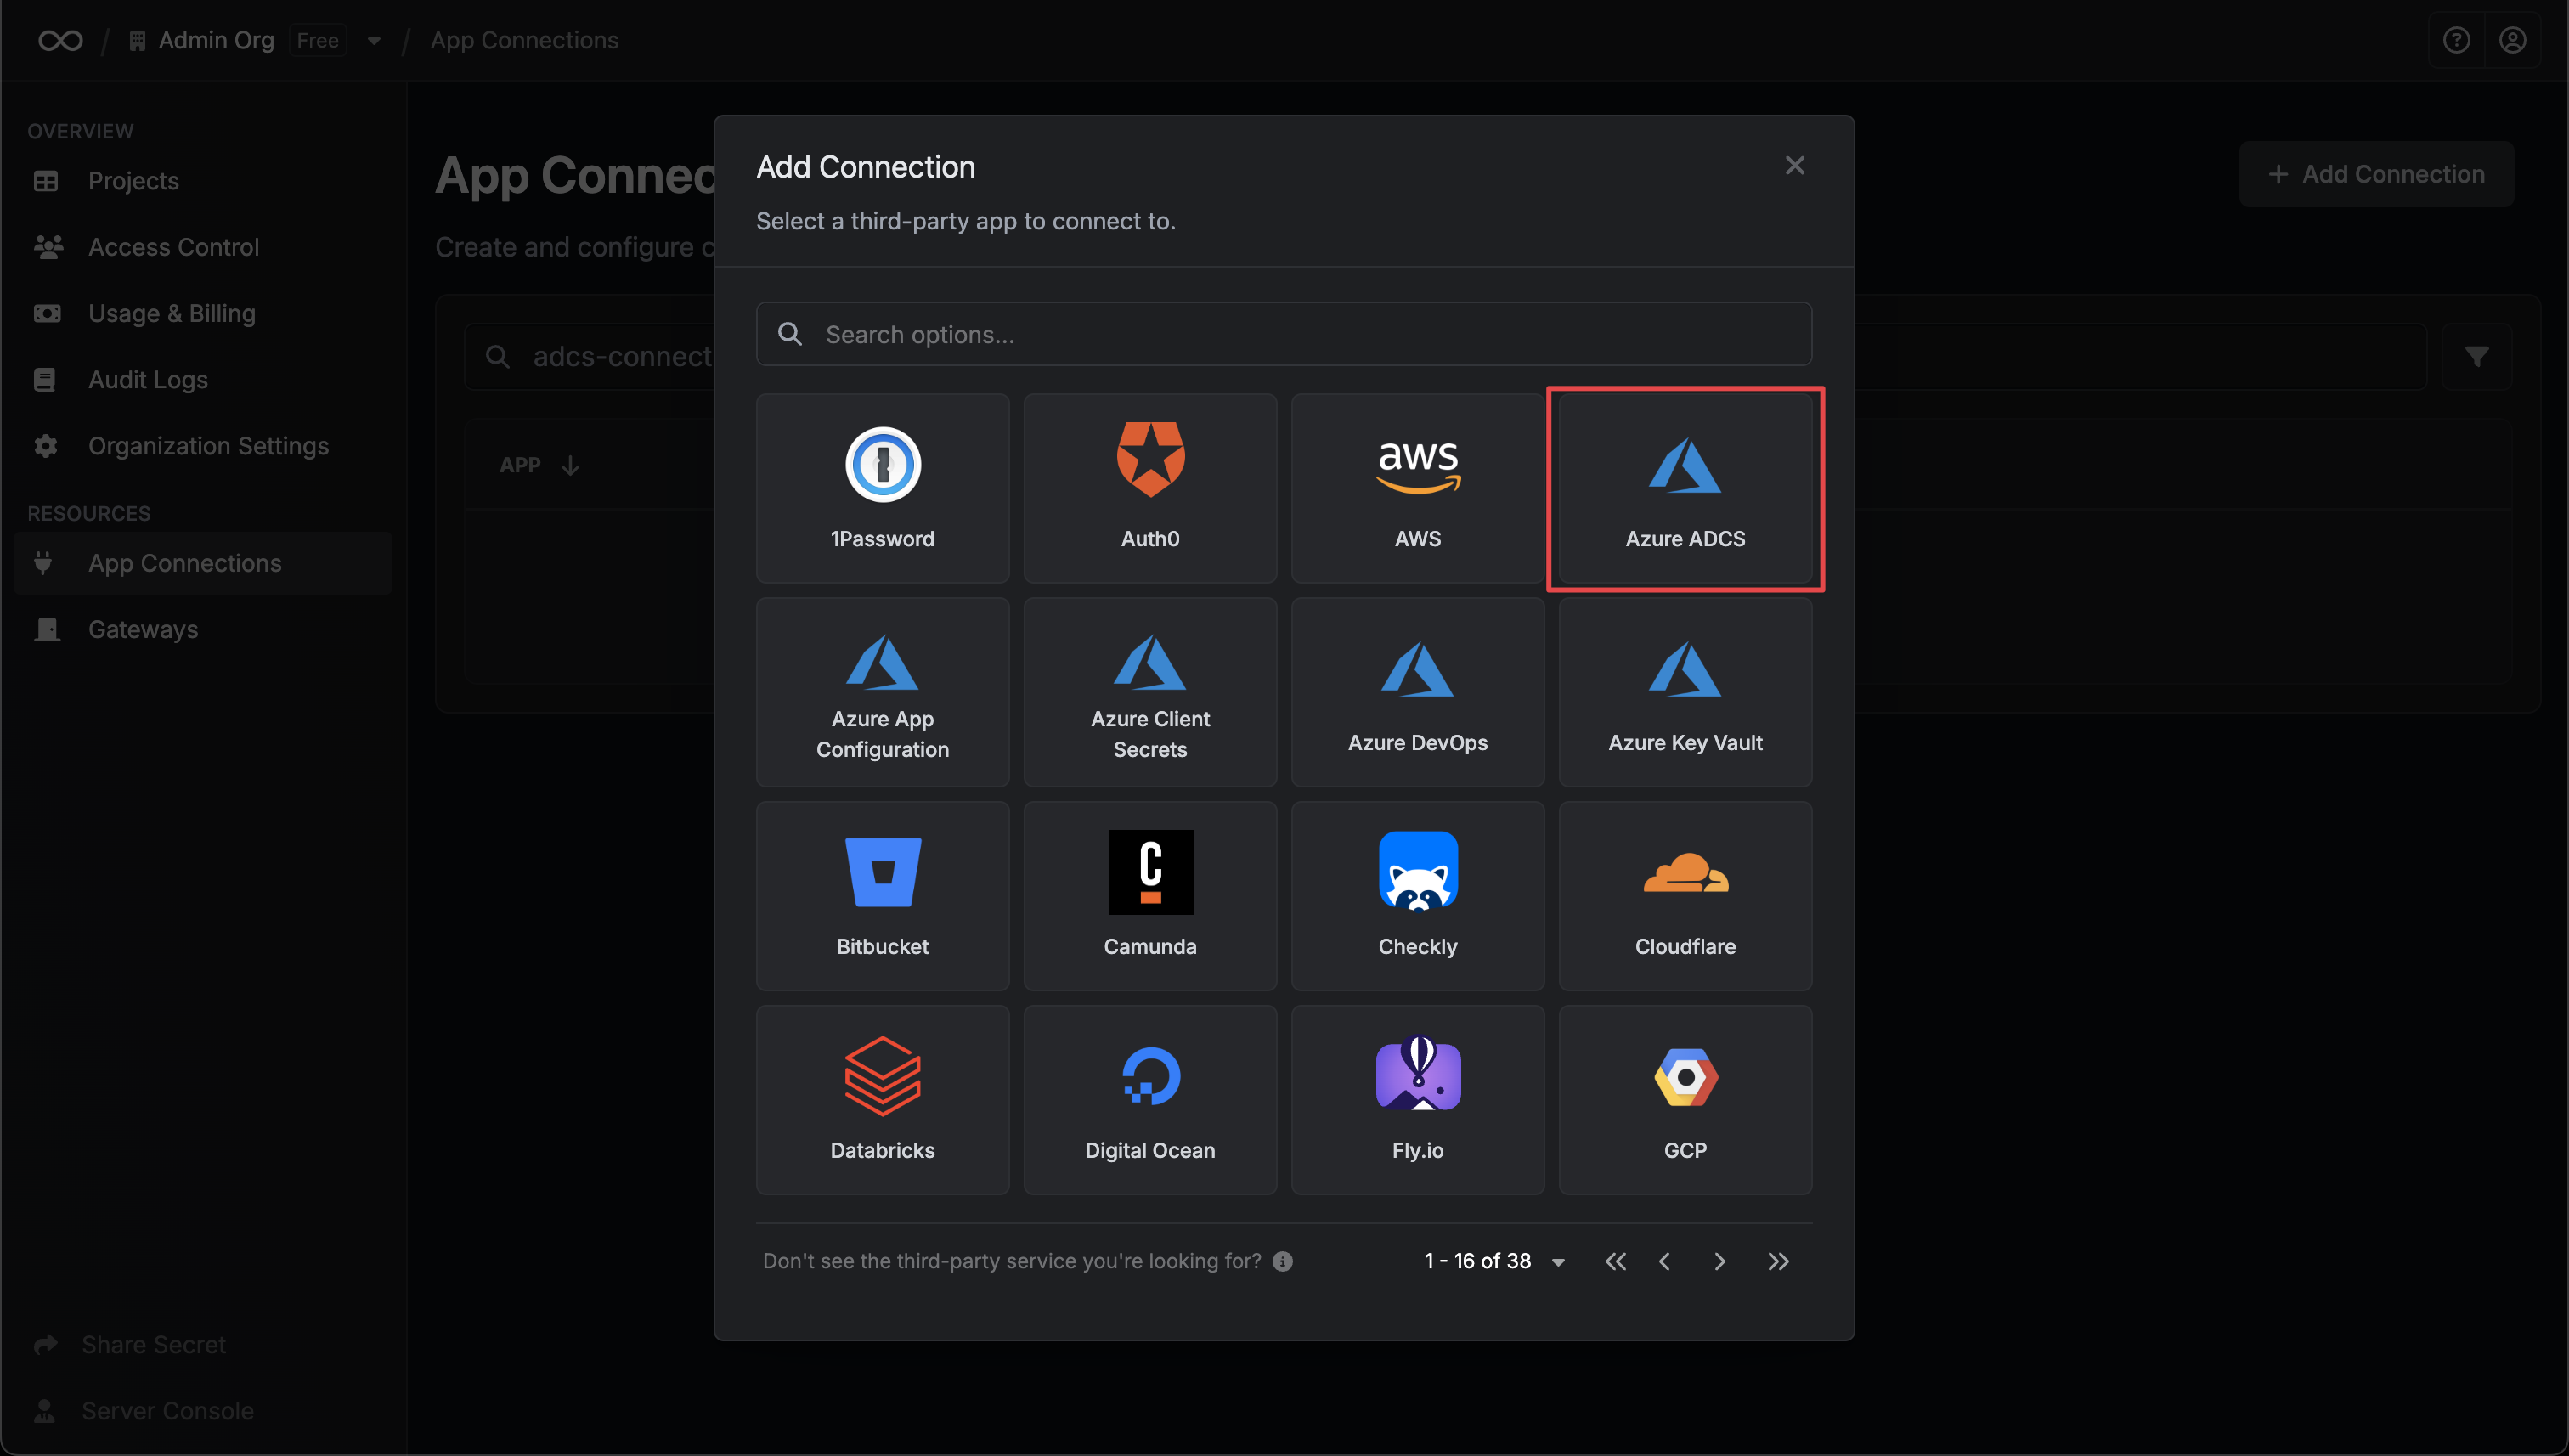 Admin Org
Free
App Connections
OVERVIEW
Projects
Access Control
Usage & Billing
Audit Logs
Organization Settings
RESOURCES
App Connections
Gateways
Share Secret
Server Console
App Connec
Create and configure c
Add Connection
adcs-connect
APP
Add Connection
Select a third-party app to connect to.
Search options...
1Password
Auth0
aws
AWS
Azure ADCS
Azure App
Configuration
Azure Client
Secrets
Azure DevOps
Azure Key Vault
Bitbucket
C
Camunda
Checkly
Cloudflare
Databricks
Digital Ocean
Fly.io
GCP
Don't see the third-party service you're looking for?
1 - 16 of 38